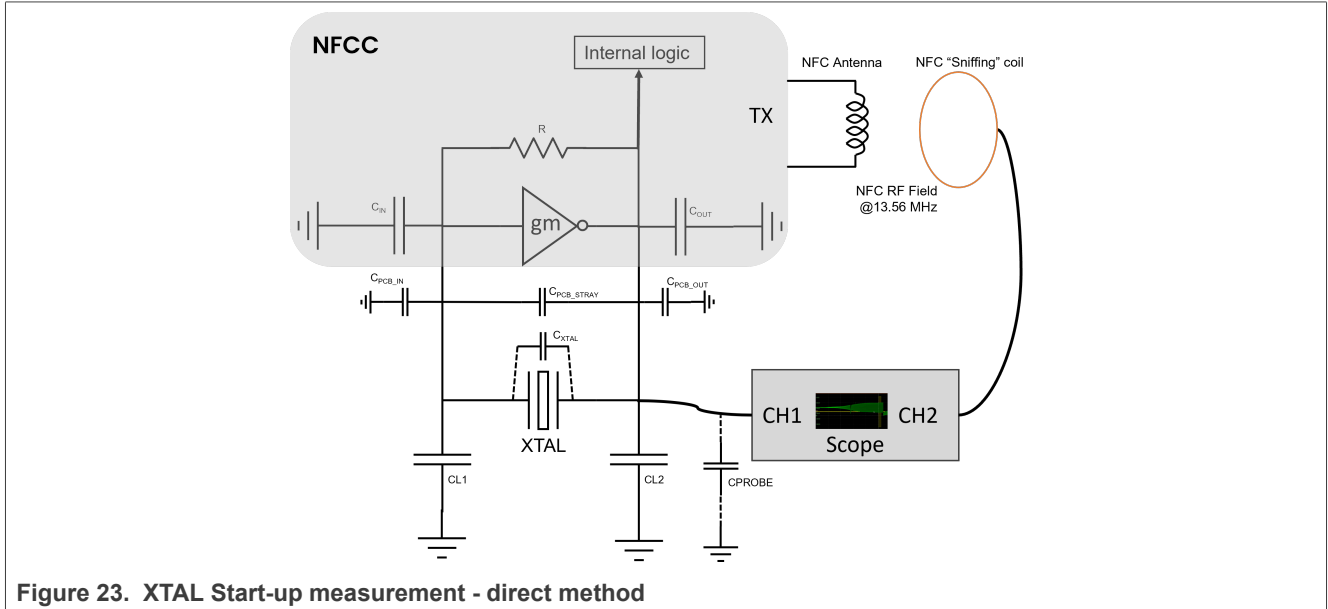 NFCC
Internal logic
NFC Antenna
NFC “Sniffing” coil
TX
R
NFC RF Field
@13.56 MHz
CIN
gm
COUT
CPCB_IN
CPCB_STRAY
CPCB_OUT
CXTAL
XTAL
CH1
CH2
Scope
CL1
CL2
CPROBE
Figure 23. XTAL Start-up measurement - direct method